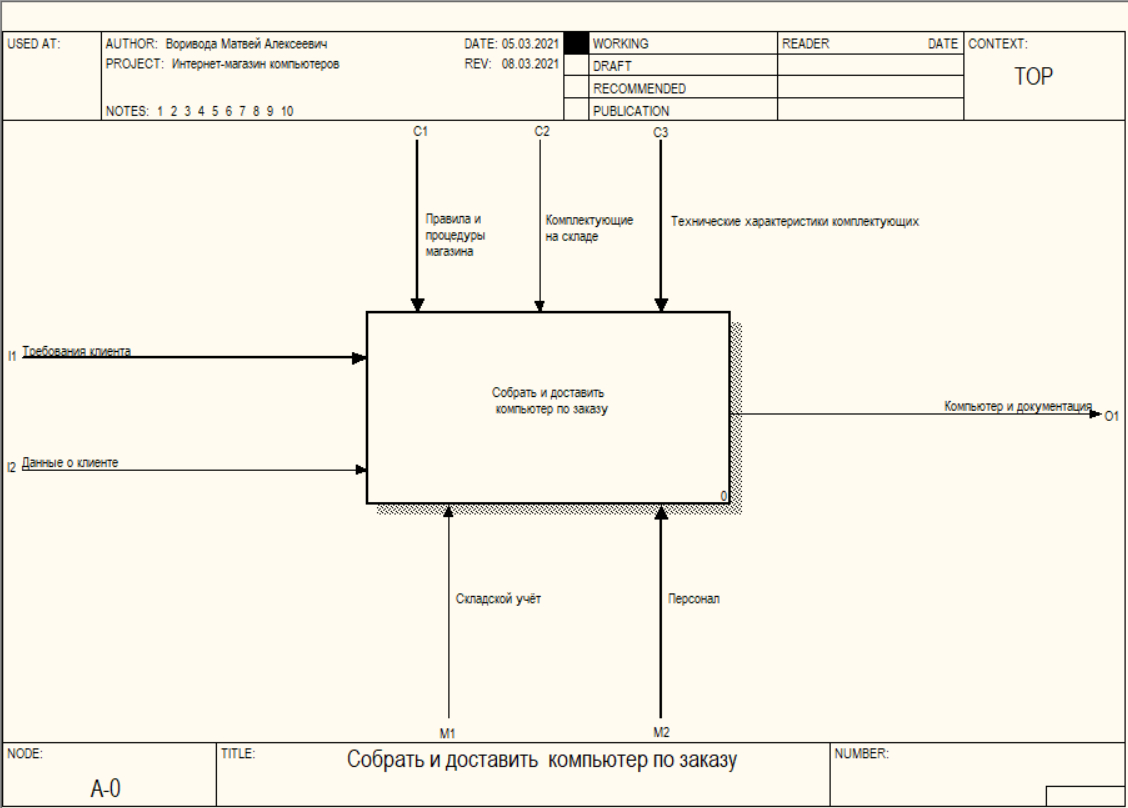 USED AT:
AUTHOR: Воривода Матвей Алексеевич
DATE: 05.03.2021
PROJECT: Интернет-магазин компьютеров
REV: 08.03.2021
NOTES: 1 2 3 4 5 6 7 8 9 10
WORKING
DRAFT
RECOMMENDED
PUBLICATION
READER
DATE
CONTEXT:
TOP
C1
C2
C3
Правила и
процедуры
магазина
Комплектующие
на складе
Технические характеристики комплектующих
I1 Требования клиента
Собрать и доставить
компьютер по заказу
0
Компьютер и документация
O1
I2 Данные о клиенте
Складской учёт
Персонал
M1
M2
NODE:
A-0
TITLE:
Собрать и доставить компьютер по заказу
NUMBER: